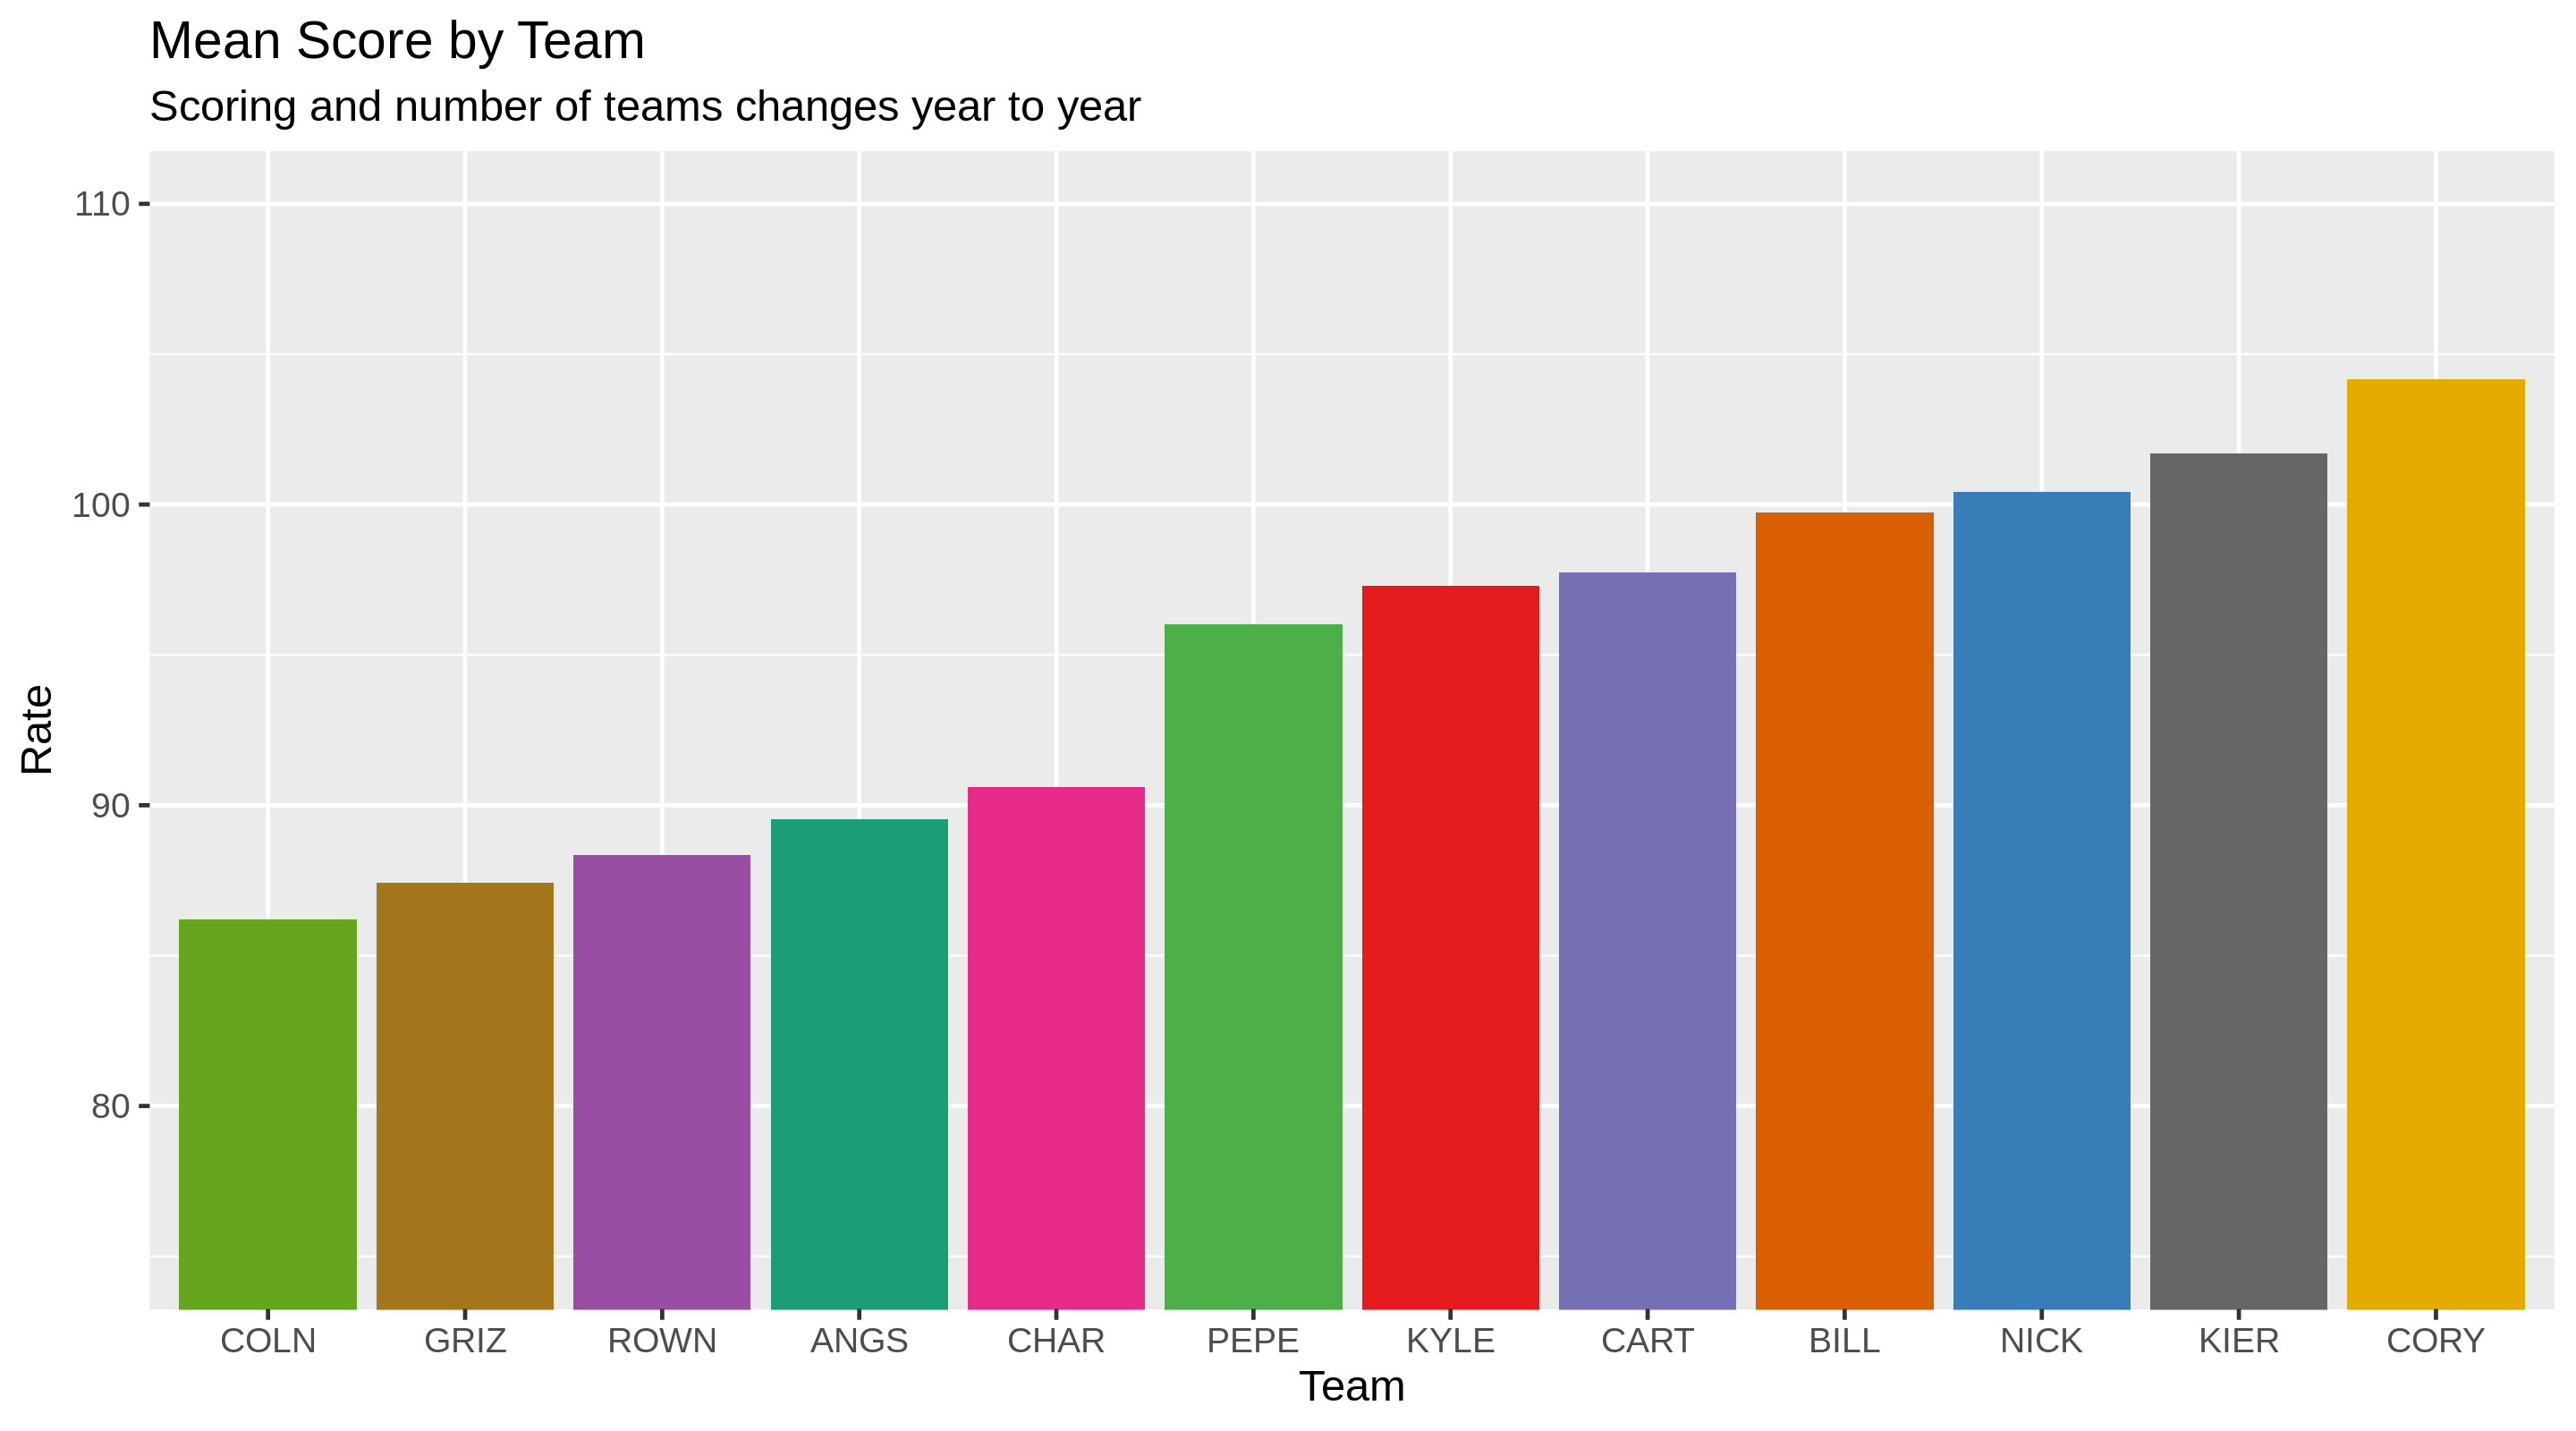 Mean Score by Team
Scoring and number of teams changes year to year
110
100
90
80
Rate
COLN GRIZ ROWN ANGS CHAR PEPE KYLE CART BILL NICK KIER CORY
Team